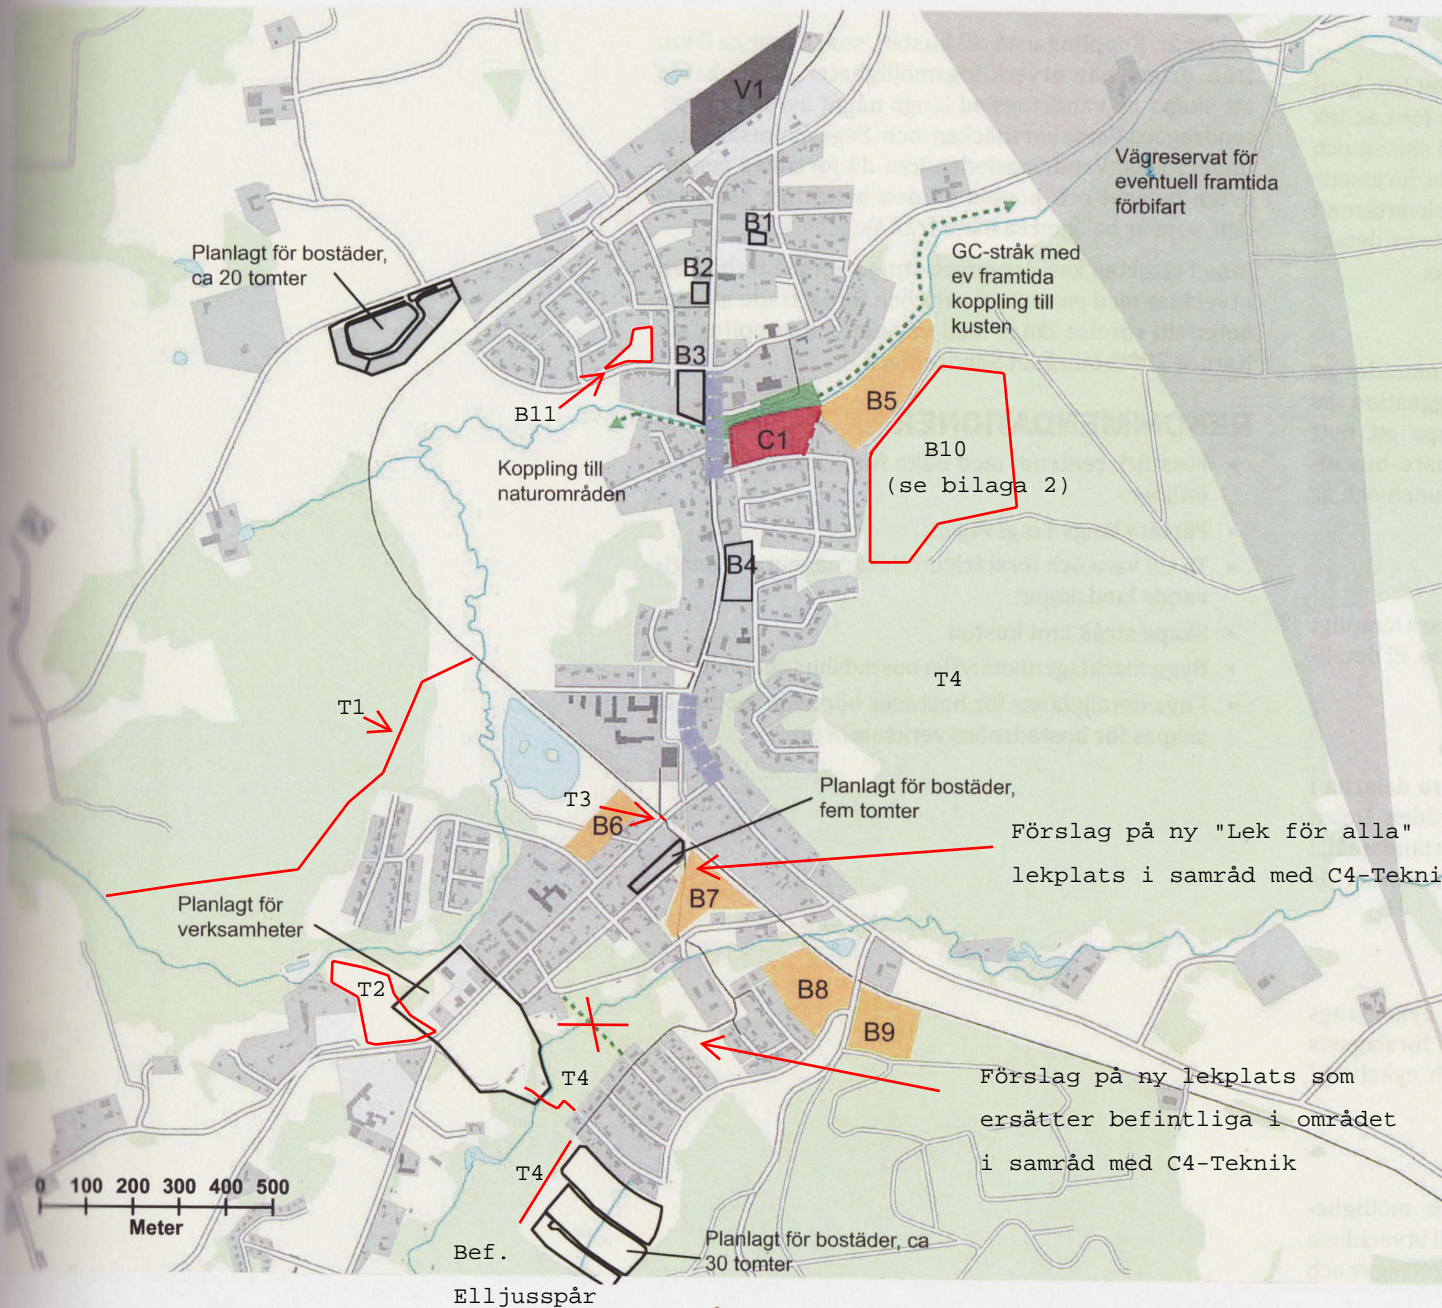 V1
Vägreservat för
eventuell framtida
förbifart
B1
Planlagt för bostäder,
ca 20 tomter
GC-stråk med
ev framtida
koppling till
kusten
B2
B3
B11
B5
C1
B10
(se bilaga 2)
Koppling till
naturområden
B4
T4
T1
Planlagt för bostäder,
fem tomter
T3
B6
Förslag på ny "Lek för alla"
lekplats i samråd med C4-Tekni
B7
Planlagt för
verksamheter
T2
B8
B9
T4
Förslag på ny lekplats som
ersätter befintliga i området
i samråd med C4-Teknik
T4
0 100 200 300 400 500
Meter
Planlagt för bostäder, ca
30 tomter
Bef.
Elljusspår